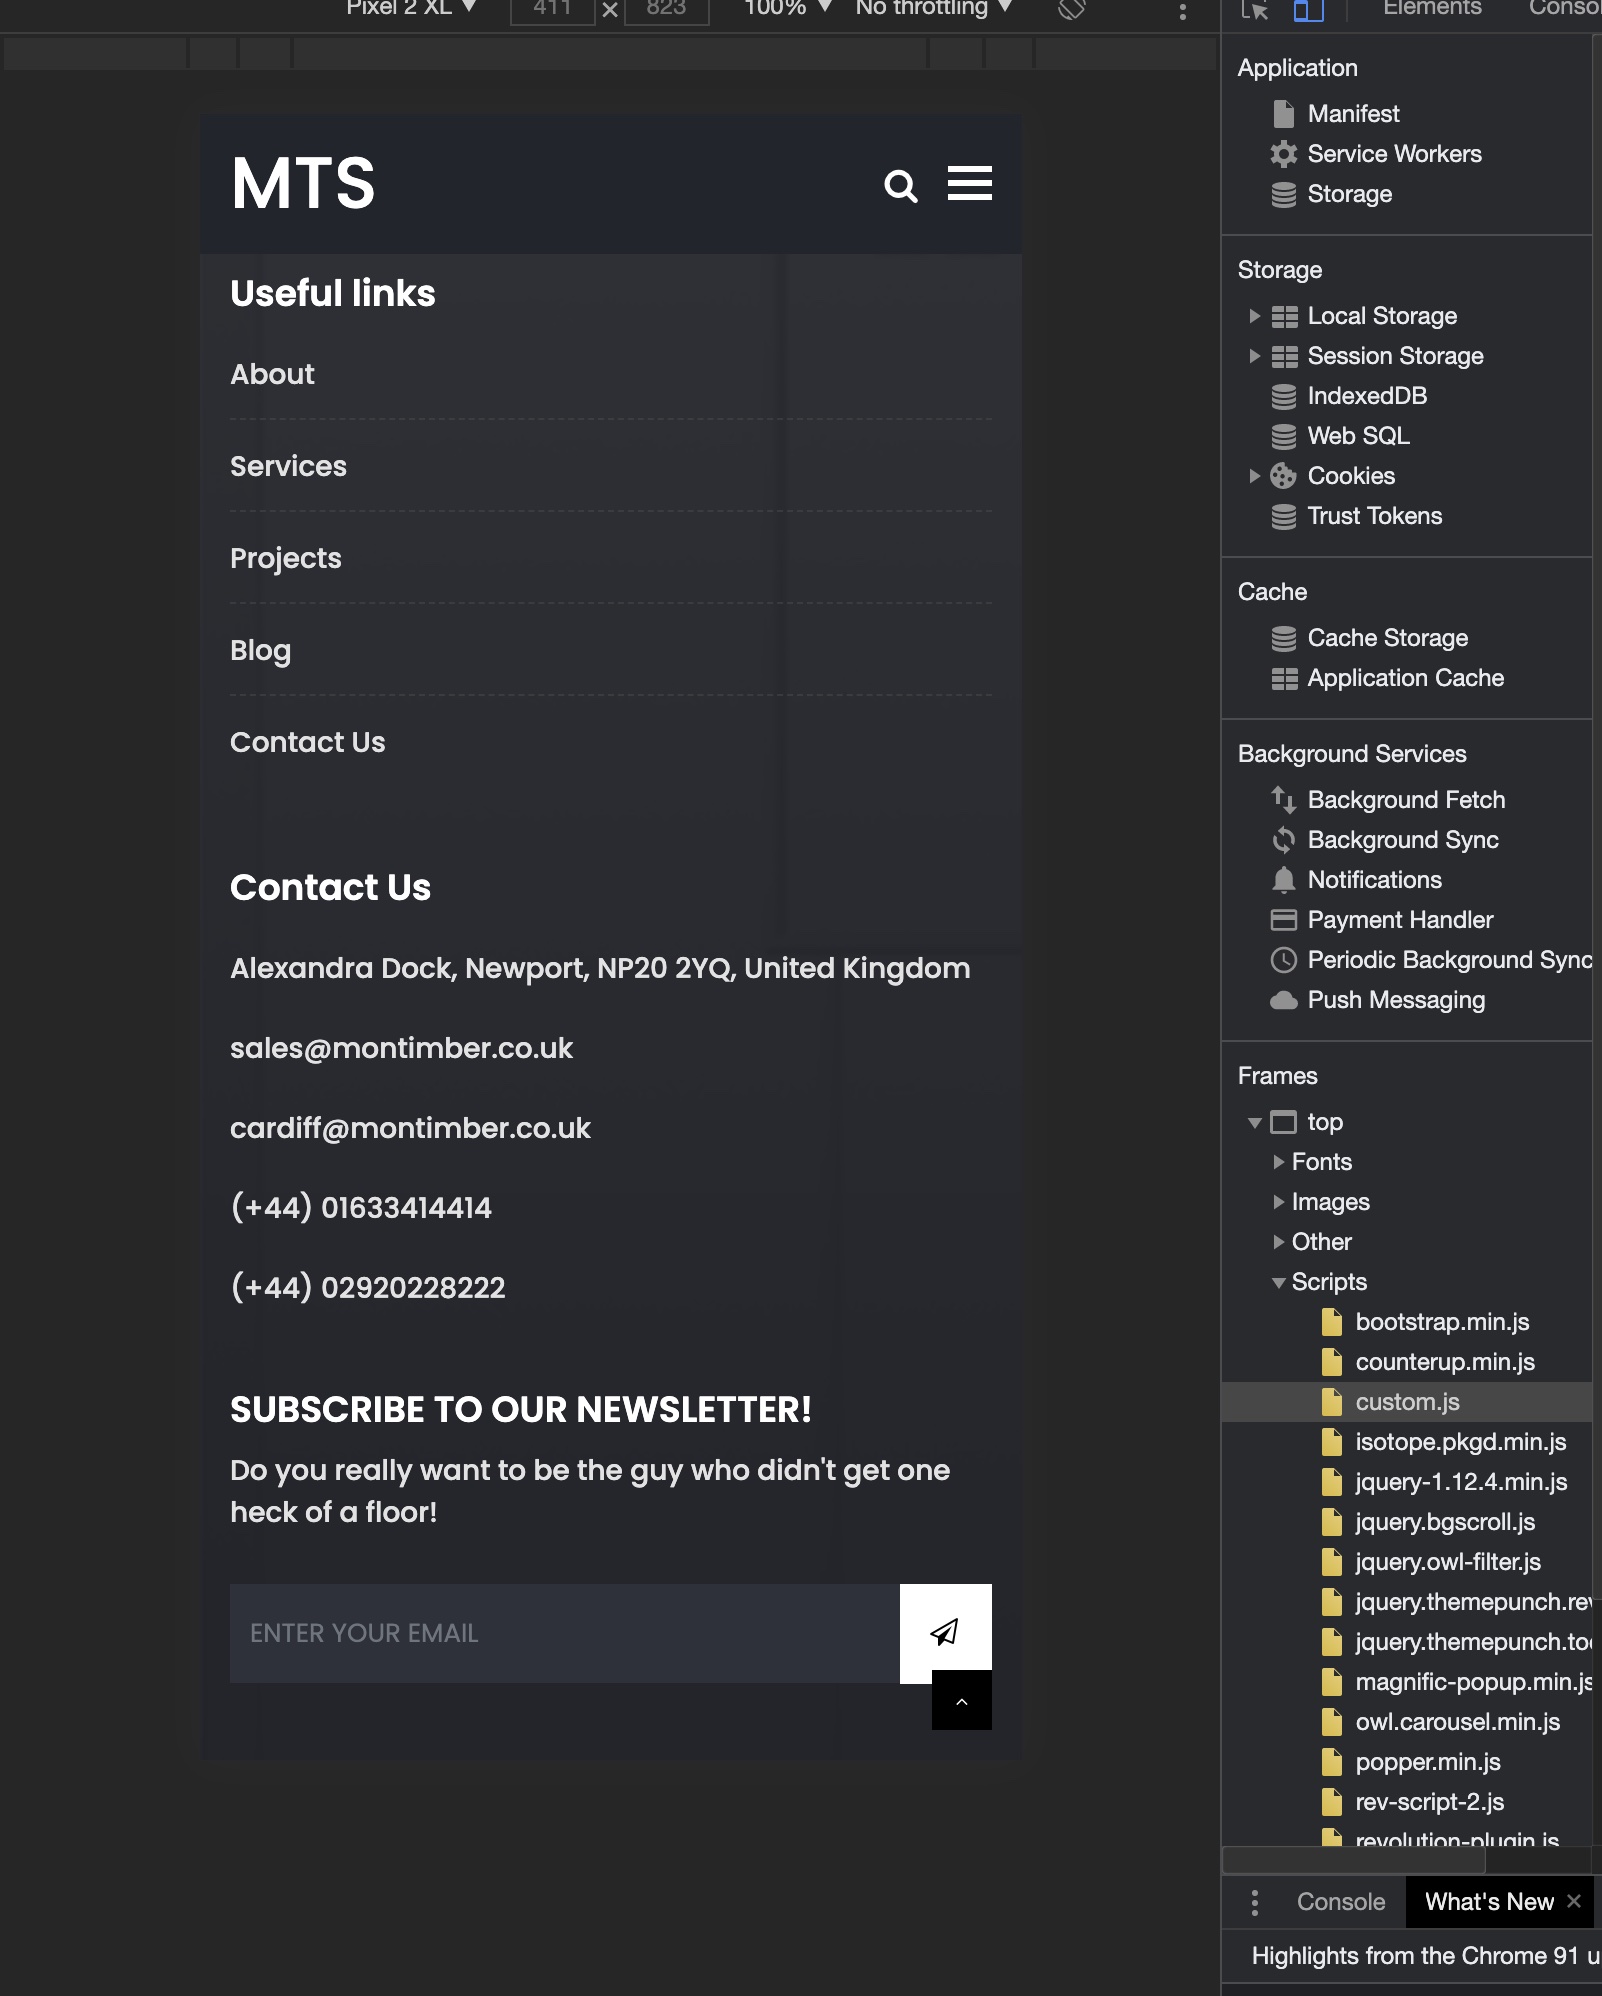 Pixel 2 XL ▼ 411 × 823 100% ▼ No throttling ▼
Elements
MTS
Useful links
About
Services
Projects
Blog
Contact Us
Contact Us
Alexandra Dock, Newport, NP20 2YQ, United Kingdom
sales@montimber.co.uk
cardiff@montimber.co.uk
(+44) 01633414414
(+44) 02920228222
SUBSCRIBE TO OUR NEWSLETTER!
Do you really want to be the guy who didn't get one
heck of a floor!
ENTER YOUR EMAIL
Application
Manifest
Service Workers
Storage
Storage
Local Storage
Session Storage
IndexedDB
Web SQL
Cookies
Trust Tokens
Cache
Cache Storage
Application Cache
Background Services
Background Fetch
Background Sync
Notifications
Payment Handler
Periodic Background Sync
Push Messaging
Frames
top
Fonts
Images
Other
Scripts
bootstrap.min.js
counterup.min.js
custom.js
isotope.pkgd.min.js
jquery-1.12.4.min.js
jquery.bgscroll.js
jquery.owl-filter.js
jquery.themepunch.rev
jquery.themepunch.too
magnific-popup.min.js
owl.carousel.min.js
popper.min.js
rev-script-2.js
revolution-plugin.js
Console
What's New ×
Highlights from the Chrome 91 u